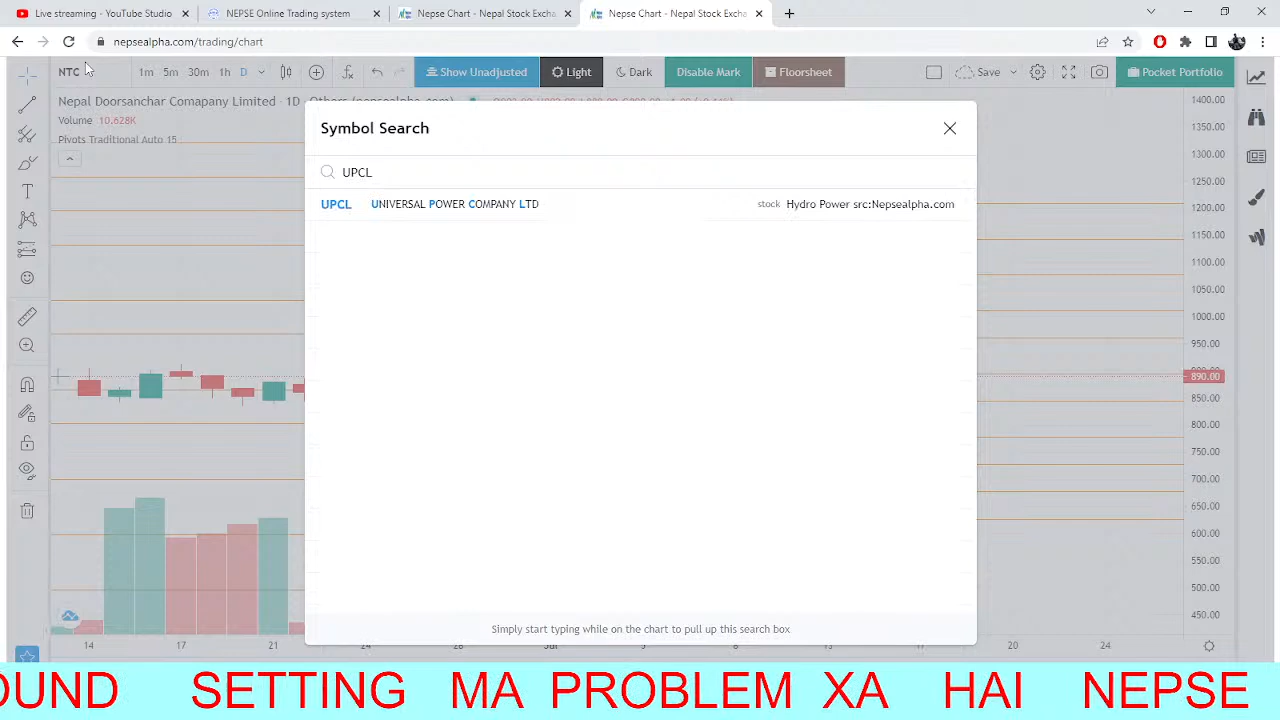 Live streaming - YouTube Studio
NEPSE Online Trading system
Nepse Chart - Nepal Stock Excha
Nepse Chart - Nepal Stock Excha
nepsealpha.com/trading/chart
NTC 1m 5m 30m 1h D Show Unadjusted Light Dark Disable Mark Floorsheet Save Pocket Portfolio
Nepal Doorsanchar Comapany Limited · 1D · Others (nepsealpha.com)
Volume 10.628K
Pivots Traditional Auto 15
Symbol Search
UPCL
UPCL UNIVERSAL POWER COMPANY LTD stock Hydro Power src:Nepsealpha.com
Simply start typing while on the chart to pull up this search box
1400.00
1350.00
1300.00
1250.00
1200.00
1150.00
1100.00
1050.00
1000.00
950.00
890.00
850.00
800.00
750.00
700.00
650.00
600.00
550.00
500.00
450.00
14 17 21 20 24
OUND SETTING MA PROBLEM XA HAI NEPSE